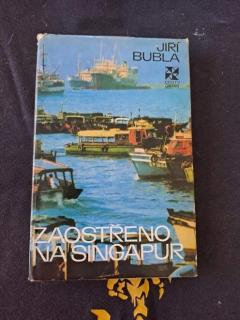 JIŘÍ
BUBLA
ZAOSTŘENO
NA SINGAPUR